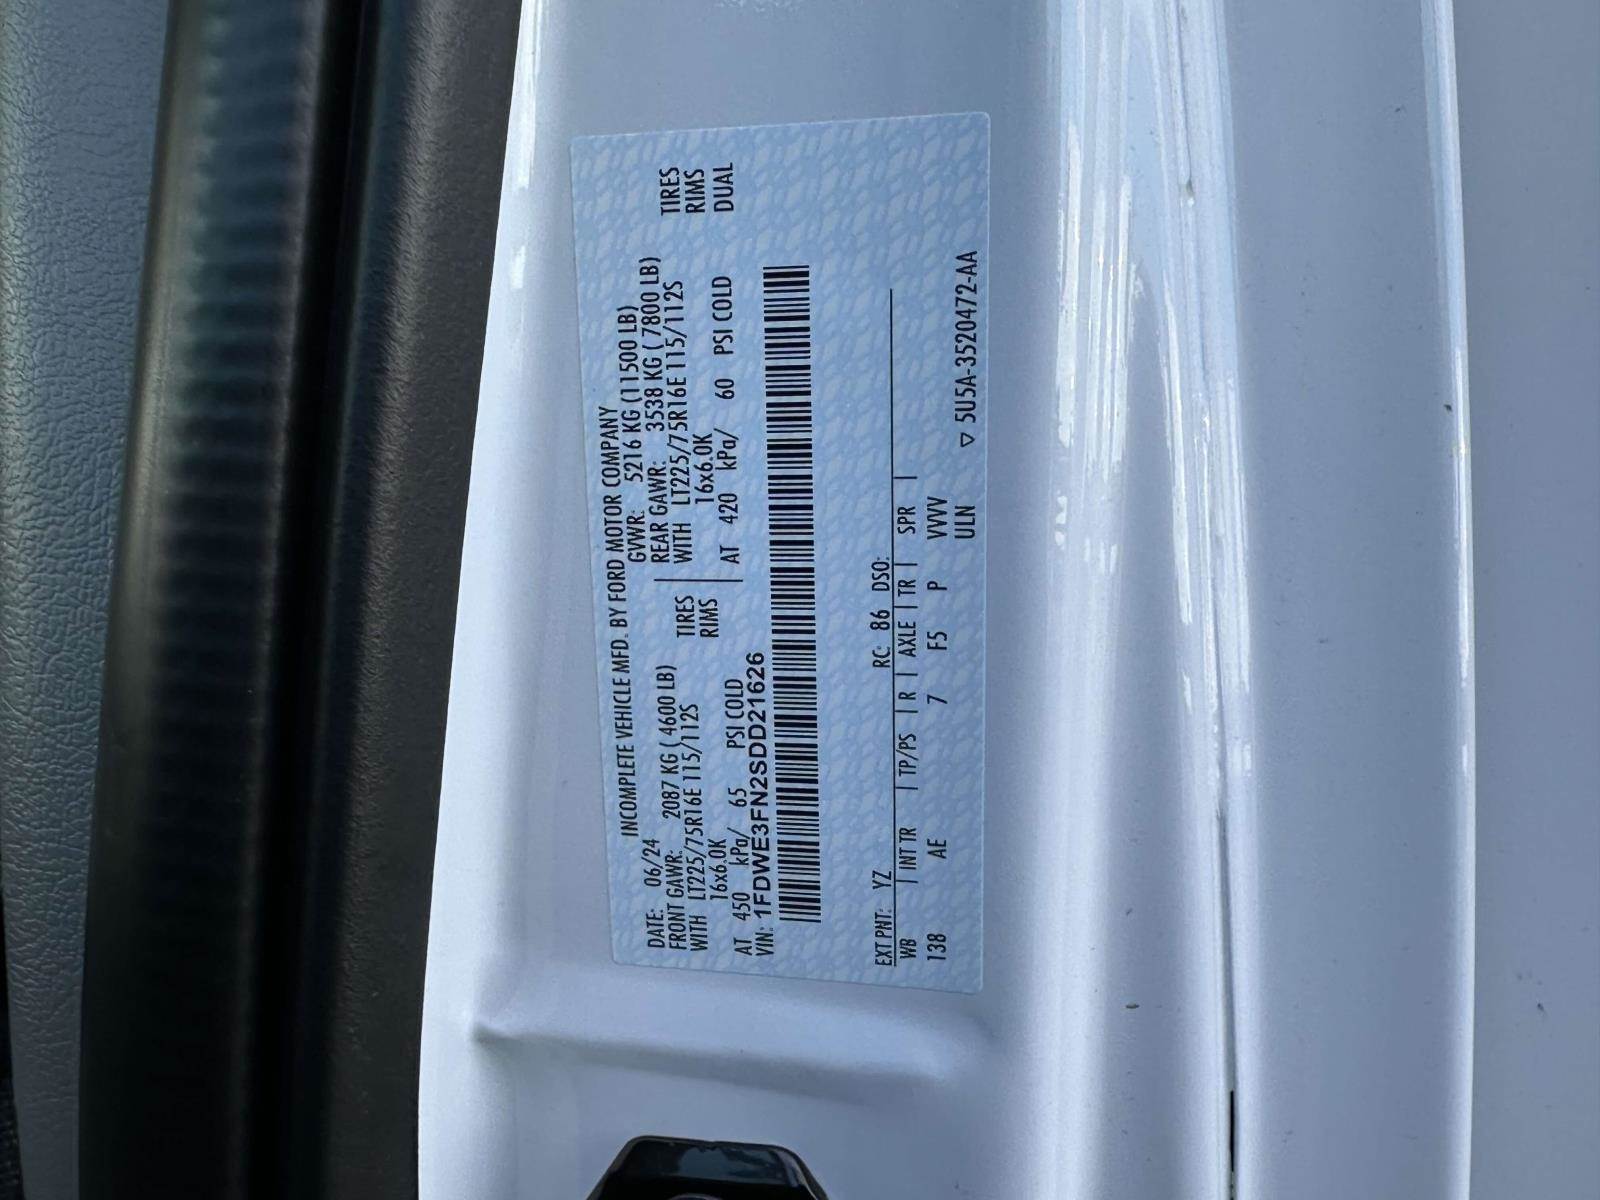 INCOMPLETE VEHICLE MFD. BY FORD MOTOR COMPANY
DATE: 06/24 GVWR: 5216 KG (11500 LB)
FRONT GAWR: 2087 KG ( 4600 LB) REAR GAWR: 3538 KG ( 7800 LB)
WITH LT225/75R16E 115/112S TIRES WITH LT225/75R16E 115/112S TIRES
16x6.0K RIMS 16x6.0K RIMS
AT 450 kPa/ 65 PSI COLD AT 420 kPa/ 60 PSI COLD DUAL
VIN: 1FDWE3FN2SDD21626
EXT PNT: YZ RC: 86 DSO:
WB | INT TR | TP/PS | R | AXLE | TR | SPR |
138 AE 7 F5 P VVVV
ULN ▽ 5U5A-3520472-AA